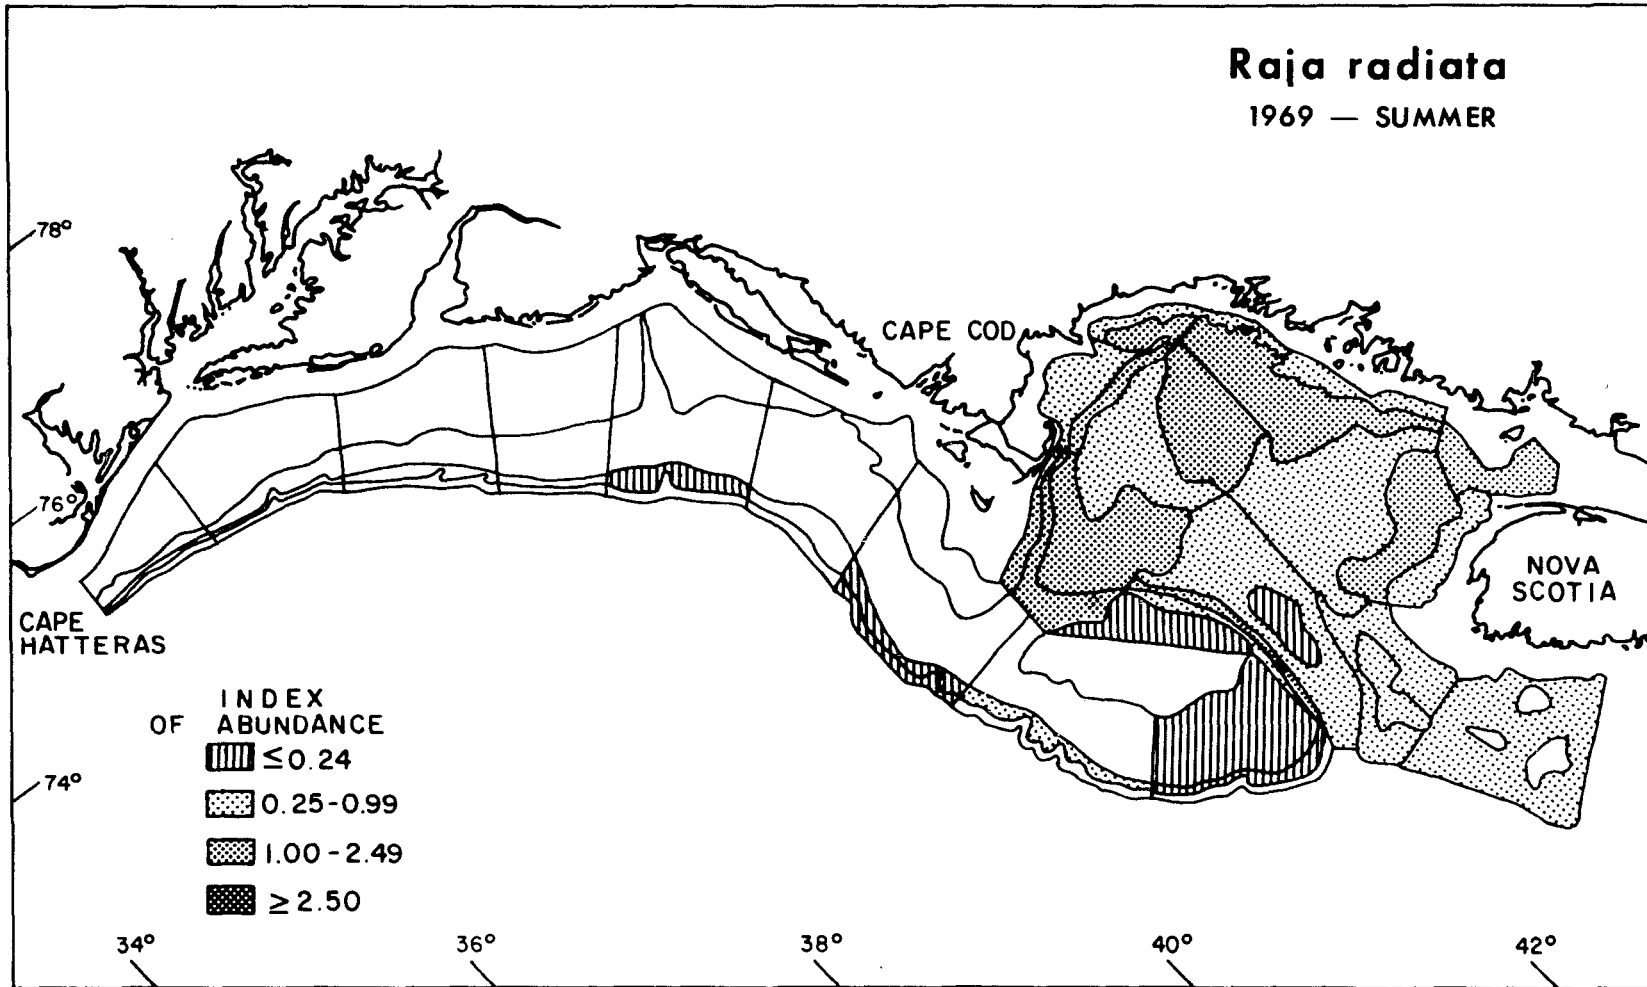 Raja radiata
1969 — SUMMER
78°
CAPE COD
76°
NOVA
SCOTIA
CAPE
HATTERAS
INDEX
OF ABUNDANCE
≤0.24
74°
0.25-0.99
1.00-2.49
≥2.50
34°
36°
38°
40°
42°